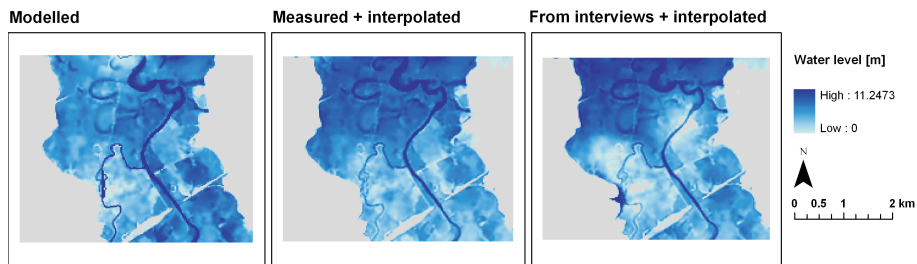 Modelled
Measured + interpolated
From interviews + interpolated
Water level [m]
High : 11.2473
Low : 0
N
0 0.5 1 2 km